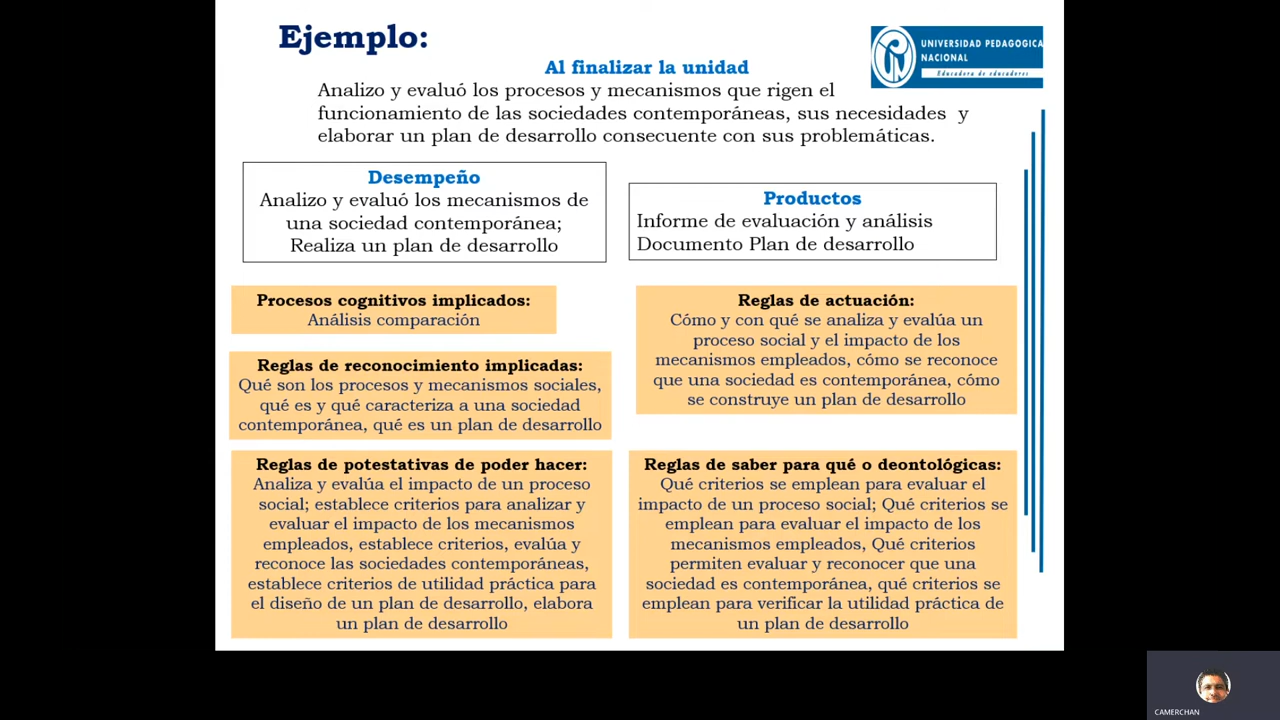 Ejemplo:
UNIVERSIDAD PEDAGOGICA
NACIONAL
Educadora de educadores
Al finalizar la unidad
Analizo y evaluó los procesos y mecanismos que rigen el
funcionamiento de las sociedades contemporáneas, sus necesidades y
elaborar un plan de desarrollo consecuente con sus problemáticas.
Desempeño
Analizo y evaluó los mecanismos de
una sociedad contemporánea;
Realiza un plan de desarrollo
Productos
Informe de evaluación y análisis
Documento Plan de desarrollo
Procesos cognitivos implicados:
Análisis comparación
Reglas de reconocimiento implicadas:
Qué son los procesos y mecanismos sociales,
qué es y qué caracteriza a una sociedad
contemporánea, qué es un plan de desarrollo
Reglas de actuación:
Cómo y con qué se analiza y evalúa un
proceso social y el impacto de los
mecanismos empleados, cómo se reconoce
que una sociedad es contemporánea, cómo
se construye un plan de desarrollo
Reglas de potestativas de poder hacer:
Analiza y evalúa el impacto de un proceso
social; establece criterios para analizar y
evaluar el impacto de los mecanismos
empleados, establece criterios, evalúa y
reconoce las sociedades contemporáneas,
establece criterios de utilidad práctica para
el diseño de un plan de desarrollo, elabora
un plan de desarrollo
Reglas de saber para qué o deontológicas:
Qué criterios se emplean para evaluar el
impacto de un proceso social; Qué criterios se
emplean para evaluar el impacto de los
mecanismos empleados, Qué criterios
permiten evaluar y reconocer que una
sociedad es contemporánea, qué criterios se
emplean para verificar la utilidad práctica de
un plan de desarrollo
CAMERCHAN